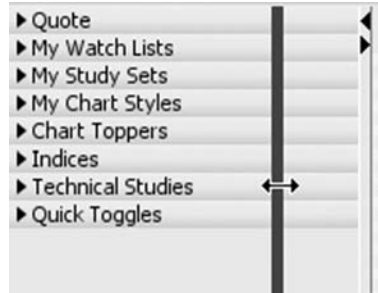 Quote
My Watch Lists
My Study Sets
My Chart Styles
Chart Toppers
Indices
Technical Studies
Quick Toggles